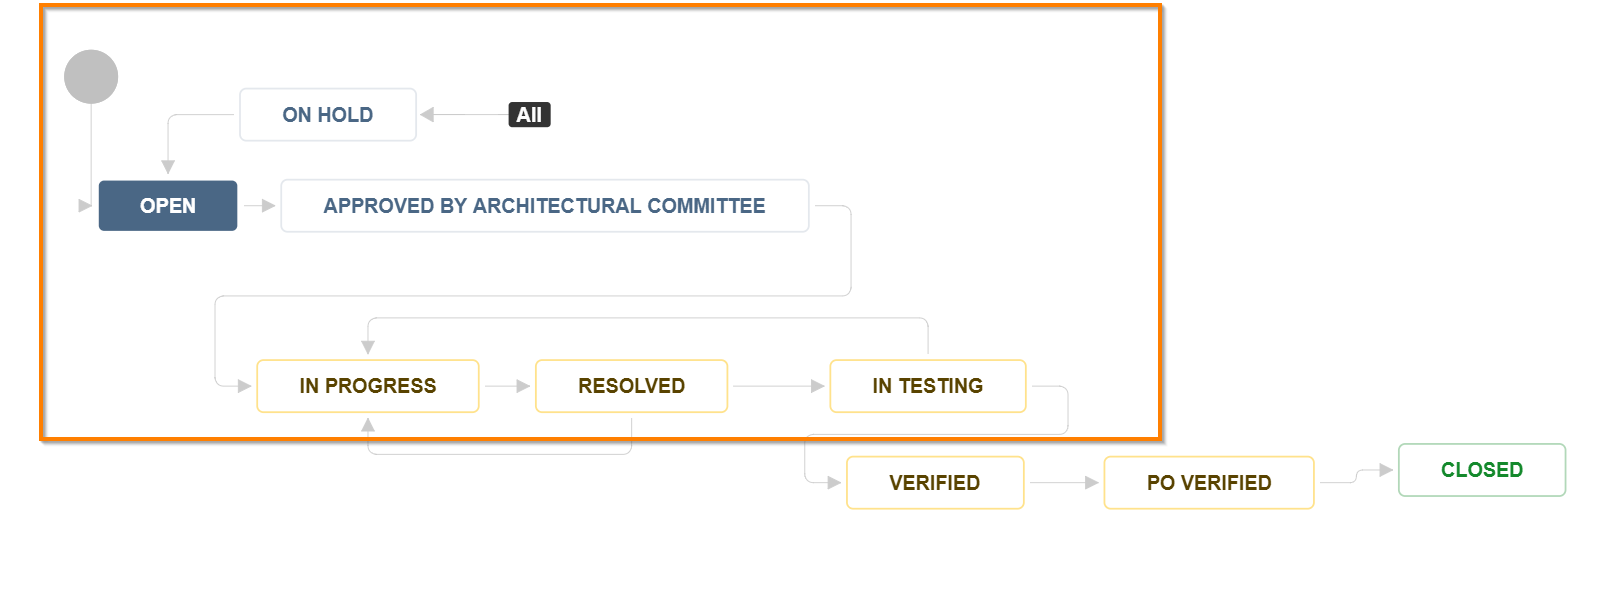 ON HOLD
All
OPEN
APPROVED BY ARCHITECTURAL COMMITTEE
IN PROGRESS
RESOLVED
IN TESTING
VERIFIED
PO VERIFIED
CLOSED